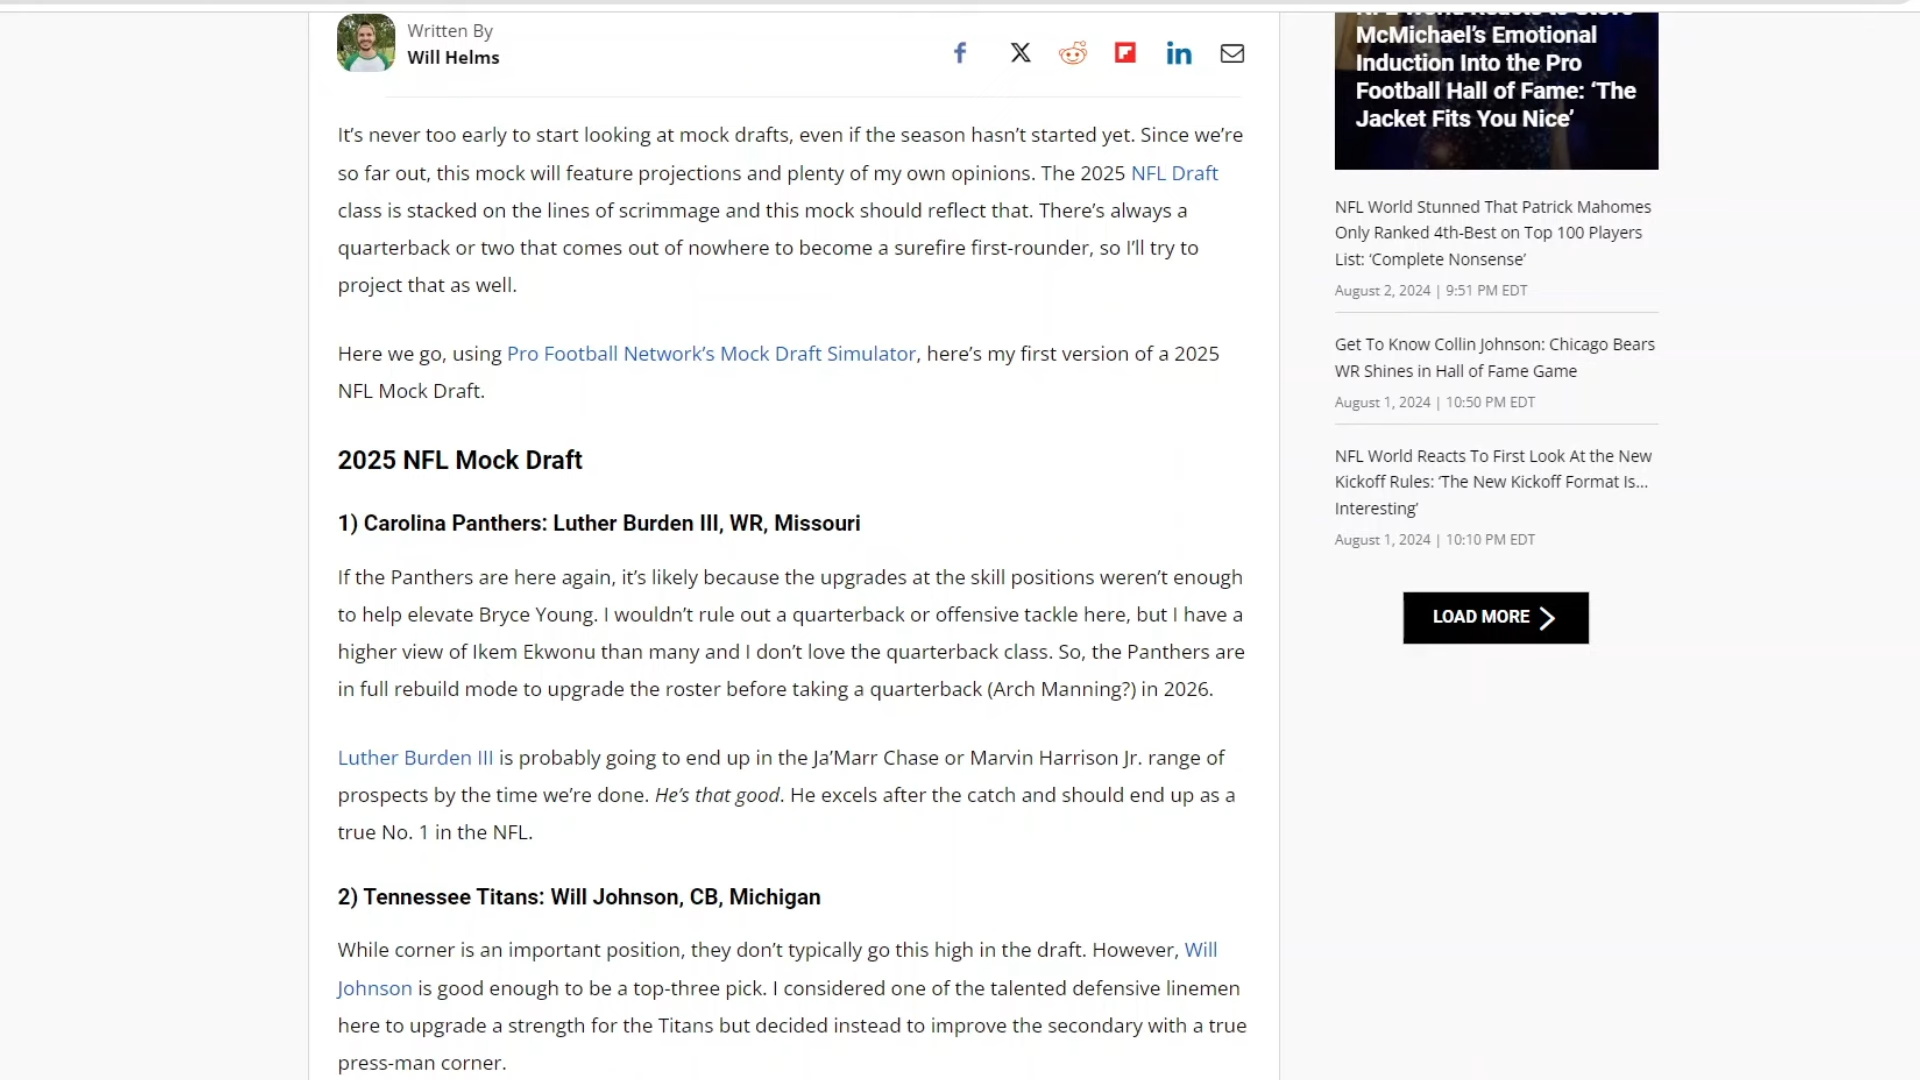 Written By
Will Helms
It’s never too early to start looking at mock drafts, even if the season hasn’t started yet. Since we’re
so far out, this mock will feature projections and plenty of my own opinions. The 2025 NFL Draft
class is stacked on the lines of scrimmage and this mock should reflect that. There’s always a
quarterback or two that comes out of nowhere to become a surefire first-rounder, so I’ll try to
project that as well.
Here we go, using Pro Football Network’s Mock Draft Simulator, here’s my first version of a 2025
NFL Mock Draft.
2025 NFL Mock Draft
1) Carolina Panthers: Luther Burden III, WR, Missouri
If the Panthers are here again, it’s likely because the upgrades at the skill positions weren’t enough
to help elevate Bryce Young. I wouldn’t rule out a quarterback or offensive tackle here, but I have a
higher view of Ikem Ekwonu than many and I don’t love the quarterback class. So, the Panthers are
in full rebuild mode to upgrade the roster before taking a quarterback (Arch Manning?) in 2026.
Luther Burden III is probably going to end up in the Ja’Marr Chase or Marvin Harrison Jr. range of
prospects by the time we’re done. He’s that good. He excels after the catch and should end up as a
true No. 1 in the NFL.
2) Tennessee Titans: Will Johnson, CB, Michigan
While corner is an important position, they don’t typically go this high in the draft. However, Will
Johnson is good enough to be a top-three pick. I considered one of the talented defensive linemen
here to upgrade a strength for the Titans but decided instead to improve the secondary with a true
press-man corner.
McMichael’s Emotional
Induction Into the Pro
Football Hall of Fame: ‘The
Jacket Fits You Nice’
NFL World Stunned That Patrick Mahomes
Only Ranked 4th-Best on Top 100 Players
List: ‘Complete Nonsense’
August 2, 2024 | 9:51 PM EDT
Get To Know Collin Johnson: Chicago Bears
WR Shines in Hall of Fame Game
August 1, 2024 | 10:50 PM EDT
NFL World Reacts To First Look At the New
Kickoff Rules: ‘The New Kickoff Format Is…
Interesting’
August 1, 2024 | 10:10 PM EDT
LOAD MORE